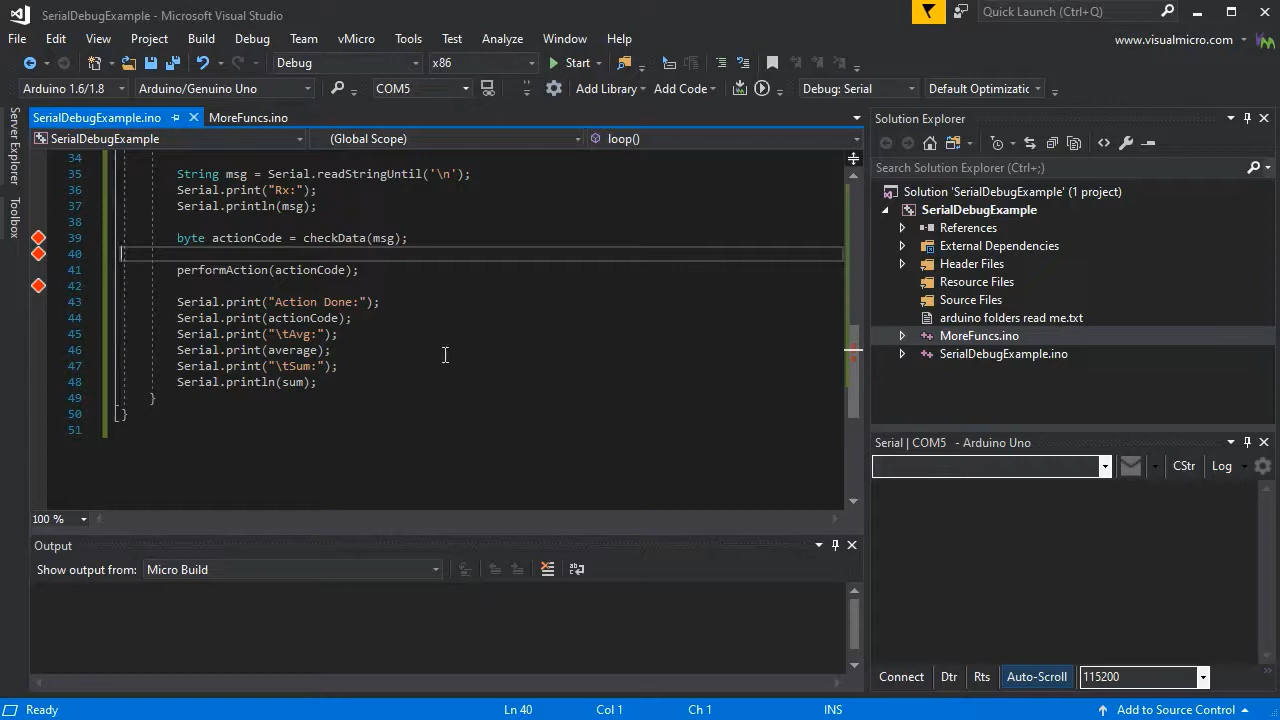 SerialDebugExample - Microsoft Visual Studio
Quick Launch (Ctrl+Q)
File Edit View Project Build Debug Team vMicro Tools Test Analyze Window Help
www.visualmicro.com
Debug x86 Start
Arduino 1.6/1.8 Arduino/Genuino Uno COM5 Add Library Add Code Debug: Serial Default Optimizatic
Server Explorer
Toolbox
SerialDebugExample.ino MoreFuncs.ino
SerialDebugExample (Global Scope) loop()
34
35 String msg = Serial.readStringUntil('\n');
36 Serial.print("Rx:");
37 Serial.println(msg);
38
39 byte actionCode = checkData(msg);
40
41 performAction(actionCode);
42
43 Serial.print("Action Done:");
44 Serial.print(actionCode);
45 Serial.print("\tAvg:");
46 Serial.print(average);
47 Serial.print("\tSum:");
48 Serial.println(sum);
49 }
50 }
51
100 %
Output
Show output from: Micro Build
Solution Explorer
Search Solution Explorer (Ctrl+;)
Solution 'SerialDebugExample' (1 project)
SerialDebugExample
References
External Dependencies
Header Files
Resource Files
Source Files
arduino folders read me.txt
MoreFuncs.ino
SerialDebugExample.ino
Serial | COM5 - Arduino Uno
CStr Log
Connect Dtr Rts Auto-Scroll 115200
Ready Ln 40 Col 1 Ch 1 INS Add to Source Control